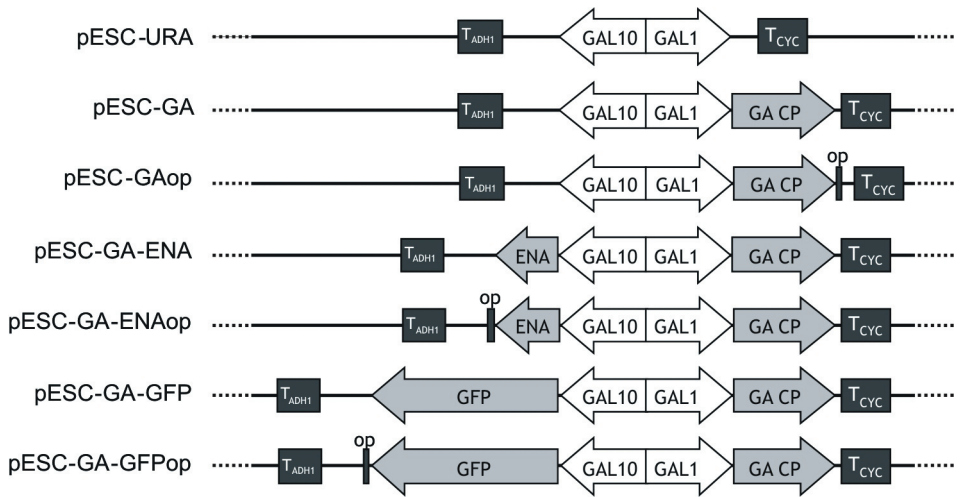 pESC-URA T_ADH1 GAL10 GAL1 T_CYC
pESC-GA T_ADH1 GAL10 GAL1 GA CP T_CYC
pESC-GAop T_ADH1 GAL10 GAL1 GA CP op T_CYC
pESC-GA-ENA T_ADH1 ENA GAL10 GAL1 GA CP T_CYC
pESC-GA-ENAop T_ADH1 op ENA GAL10 GAL1 GA CP T_CYC
pESC-GA-GFP T_ADH1 GFP GAL10 GAL1 GA CP T_CYC
pESC-GA-GFPop T_ADH1 op GFP GAL10 GAL1 GA CP T_CYC